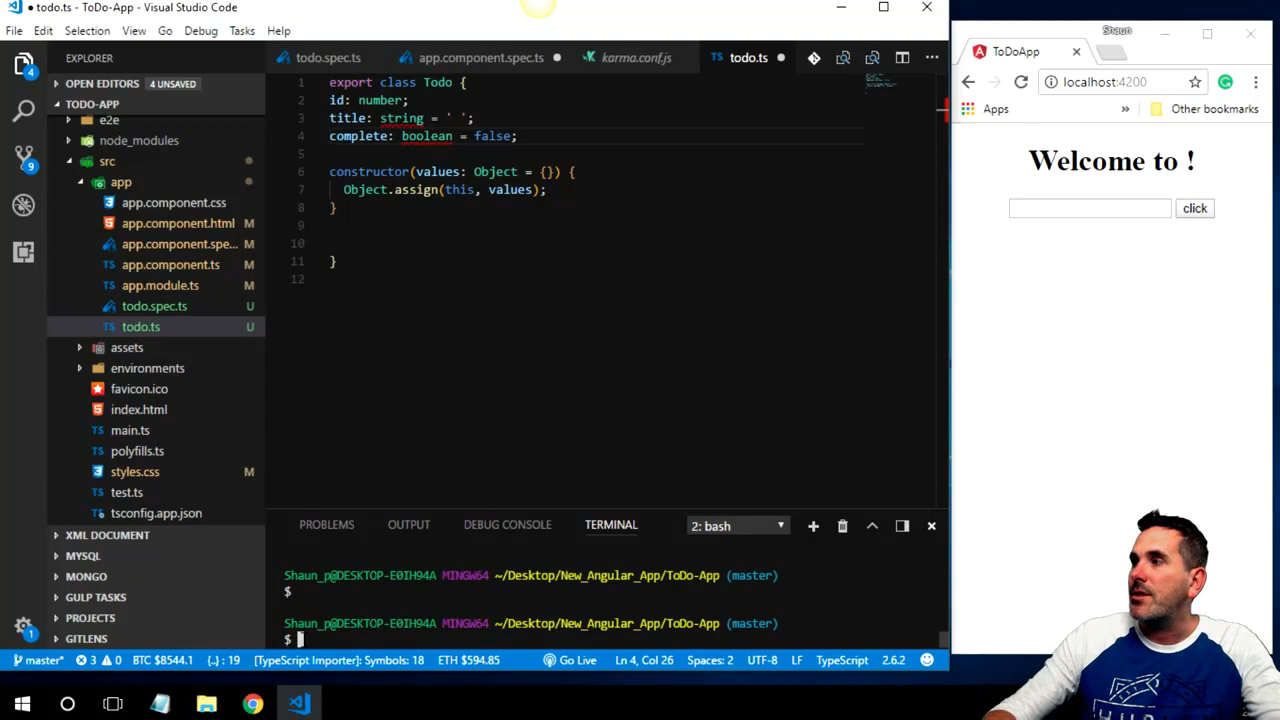 ● todo.ts - ToDo-App - Visual Studio Code
File Edit Selection View Go Debug Tasks Help
EXPLORER
OPEN EDITORS 4 UNSAVED
TODO-APP
e2e
node_modules
src
app
app.component.css
app.component.html M
app.component.spe... M
app.component.ts M
app.module.ts M
todo.spec.ts U
todo.ts U
assets
environments
favicon.ico
index.html
main.ts
polyfills.ts
styles.css M
test.ts
tsconfig.app.json
XML DOCUMENT
MYSQL
MONGO
GULP TASKS
PROJECTS
GITLENS
4
9
1
todo.spec.ts app.component.spec.ts ● karma.conf.js TS todo.ts ●
1 export class Todo {
2 id: number;
3 title: string = ' ';
4 complete: boolean = false;
5
6 constructor(values: Object = {}) {
7 Object.assign(this, values);
8 }
9
10
11 }
12
PROBLEMS OUTPUT DEBUG CONSOLE TERMINAL 2: bash
Shaun_p@DESKTOP-E0IH94A MINGW64 ~/Desktop/New_Angular_App/ToDo-App (master)
$
Shaun_p@DESKTOP-E0IH94A MINGW64 ~/Desktop/New_Angular_App/ToDo-App (master)
$
master* 3 0 BTC $8544.1 {..} : 19 [TypeScript Importer]: Symbols: 18 ETH $594.85 Go Live Ln 4, Col 26 Spaces: 2 UTF-8 LF TypeScript 2.6.2
Shaun
ToDoApp
localhost:4200
Apps » Other bookmarks
Welcome to !
click